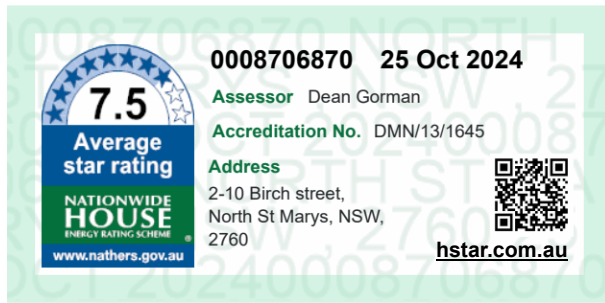 0008706870 25 Oct 2024
7.5
Average
star rating
NATIONWIDE
HOUSE
ENERGY RATING SCHEME
®
www.nathers.gov.au
Assessor Dean Gorman
Accreditation No. DMN/13/1645
Address
2-10 Birch street,
North St Marys, NSW,
2760
hstar.com.au